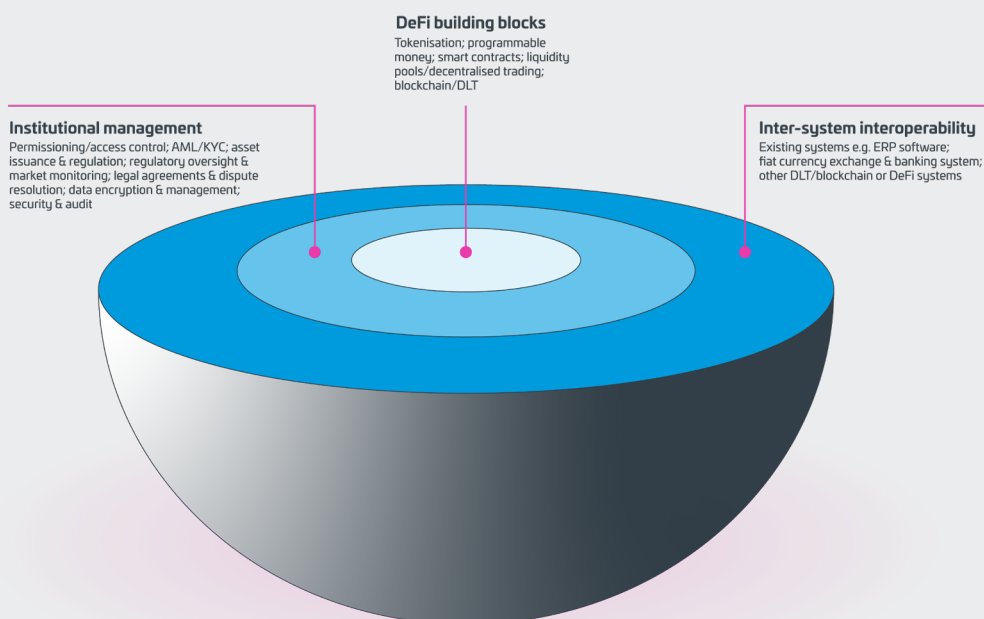 DeFi building blocks
Tokenisation; programmable
money; smart contracts; liquidity
pools/decentralised trading;
blockchain/DLT
Institutional management
Permissioning/access control; AML/KYC; asset
issuance & regulation; regulatory oversight &
market monitoring; legal agreements & dispute
resolution; data encryption & management;
security & audit
Inter-system interoperability
Existing systems e.g. ERP software;
fiat currency exchange & banking system;
other DLT/blockchain or DeFi systems